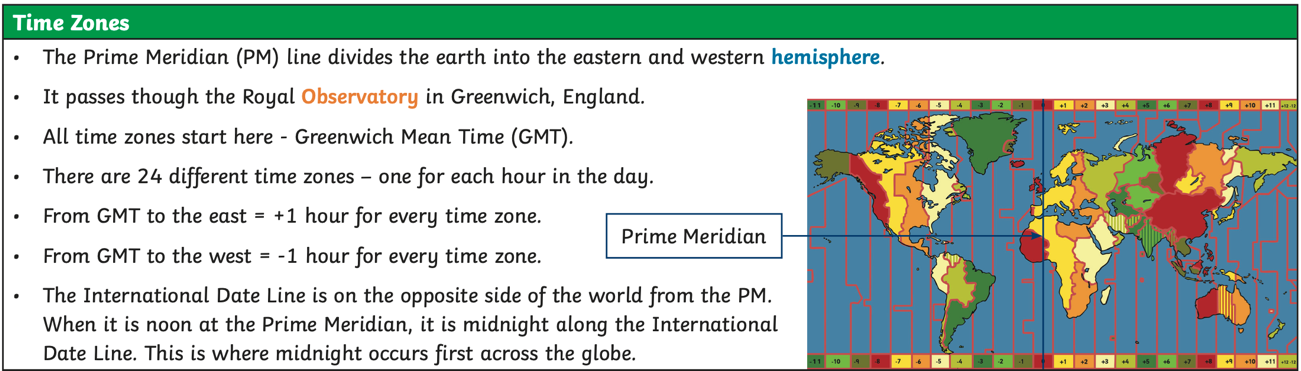 Time Zones
• The Prime Meridian (PM) line divides the earth into the eastern and western hemisphere.
• It passes though the Royal Observatory in Greenwich, England.
• All time zones start here - Greenwich Mean Time (GMT).
• There are 24 different time zones – one for each hour in the day.
• From GMT to the east = +1 hour for every time zone.
• From GMT to the west = -1 hour for every time zone.
• The International Date Line is on the opposite side of the world from the PM.
When it is noon at the Prime Meridian, it is midnight along the International
Date Line. This is where midnight occurs first across the globe.
Prime Meridian
-11 -10 -9 -8 -7 -6 -5 -4 -3 -2 -1 0 +1 +2 +3 +4 +5 +6 +7 +8 +9 +10 +11 +12 -12
-11 -10 -9 -8 -7 -6 -5 -4 -3 -2 -1 0 +1 +2 +3 +4 +5 +6 +7 +8 +9 +10 +11 +12 -12